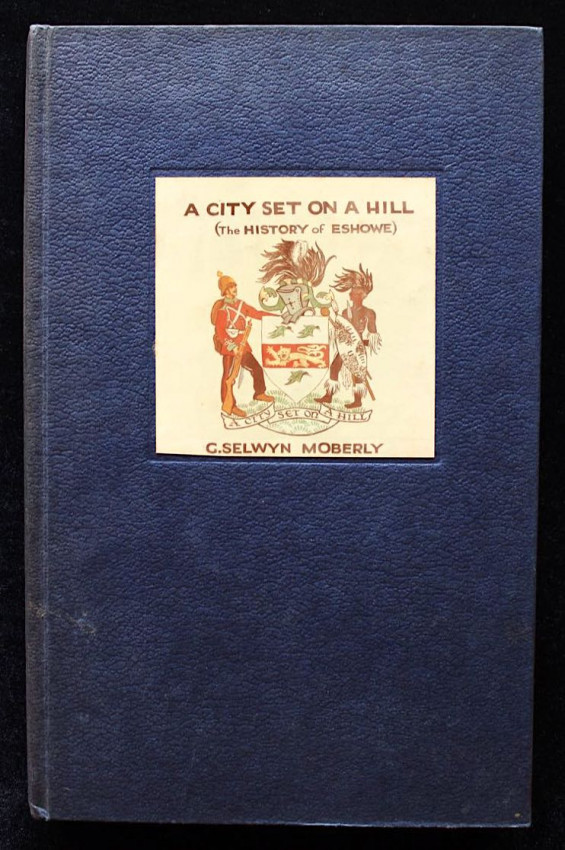 A CITY SET ON A HILL
(The HISTORY of ESHOWE)
A CITY SET ON A HILL
G.SELWYN MOBERLY